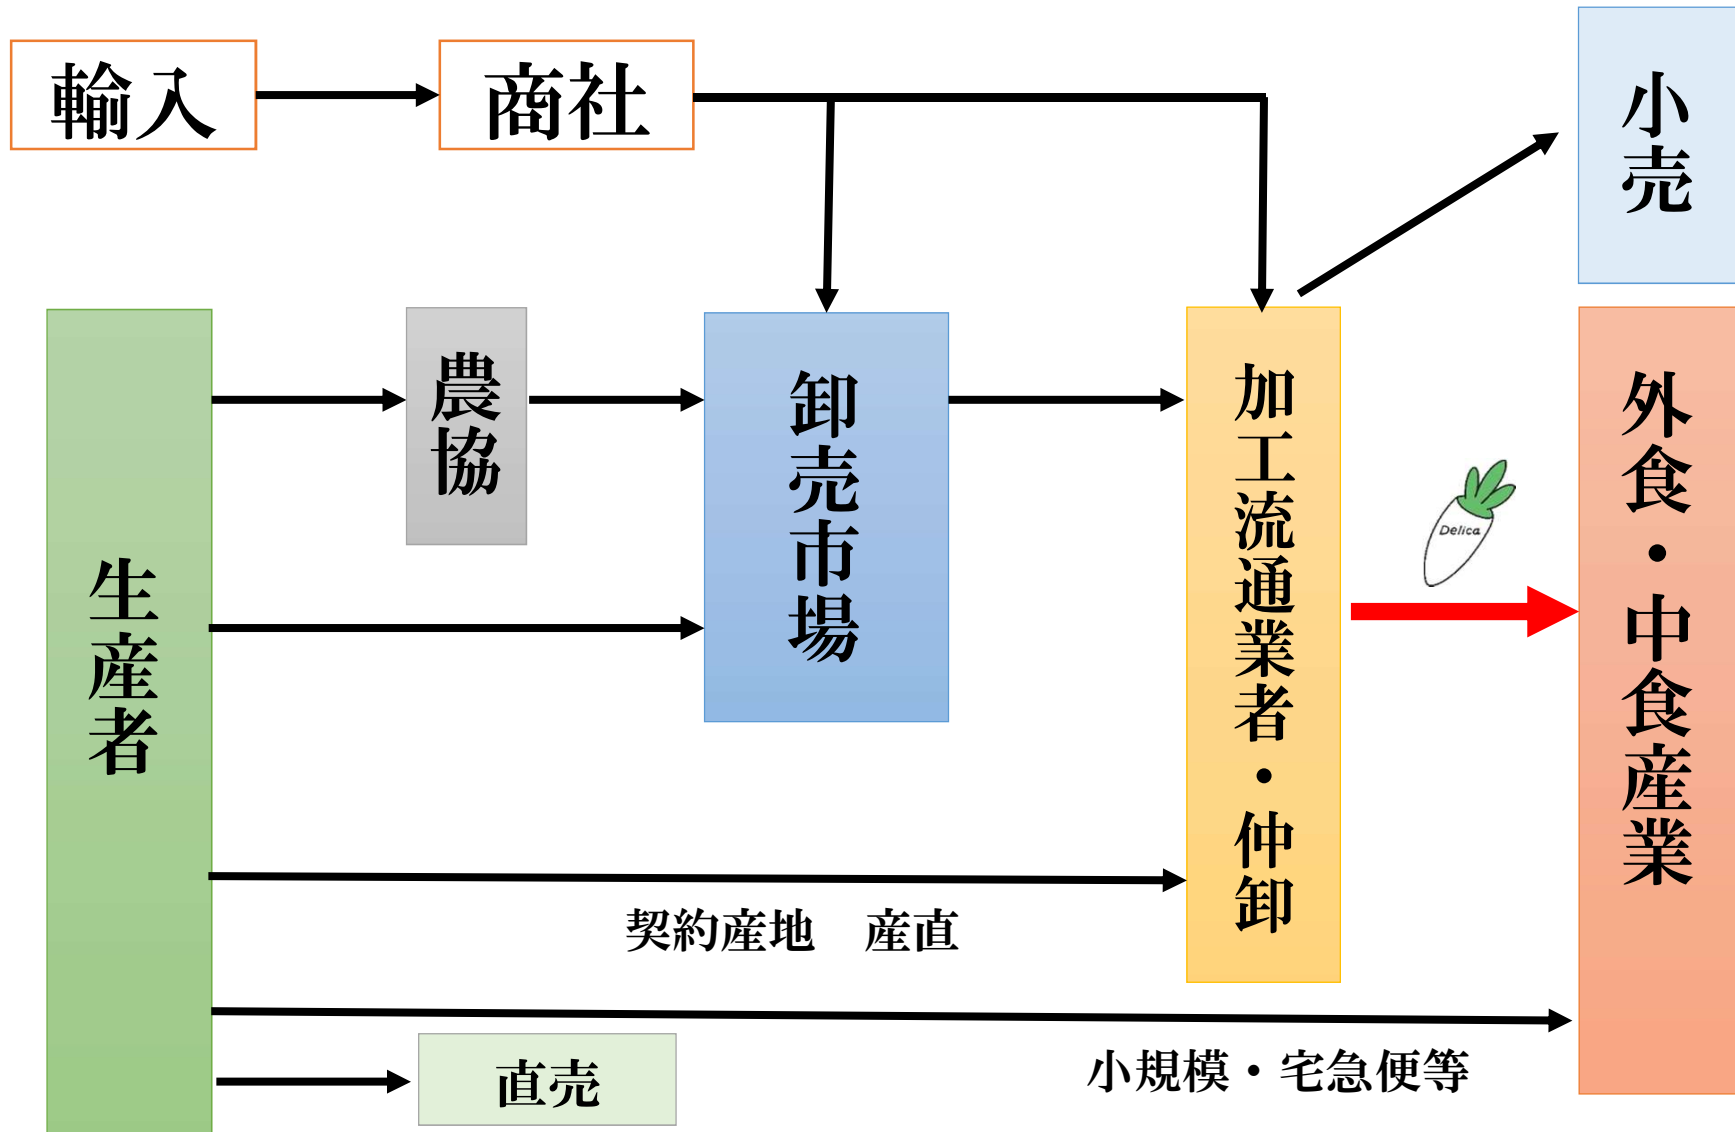 輸入
商社
小売
生産者
農協
卸売市場
加工流通業者・仲卸
外食・中食産業
Delica
契約産地　産直
小規模・宅急便等
直売